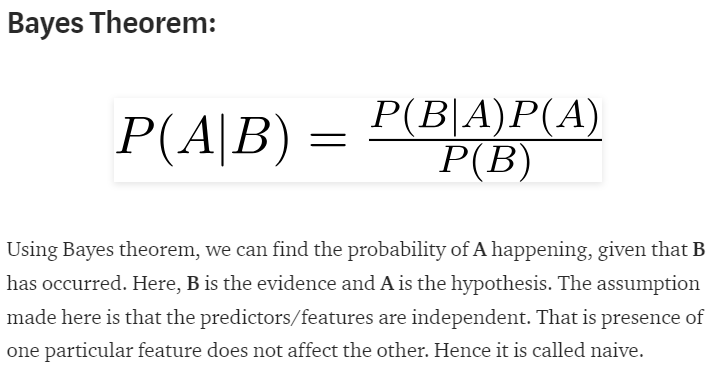 Bayes Theorem:
P(A|B) = P(B|A)P(A) / P(B)
Using Bayes theorem, we can find the probability of A happening, given that B
has occurred. Here, B is the evidence and A is the hypothesis. The assumption
made here is that the predictors/features are independent. That is presence of
one particular feature does not affect the other. Hence it is called naive.